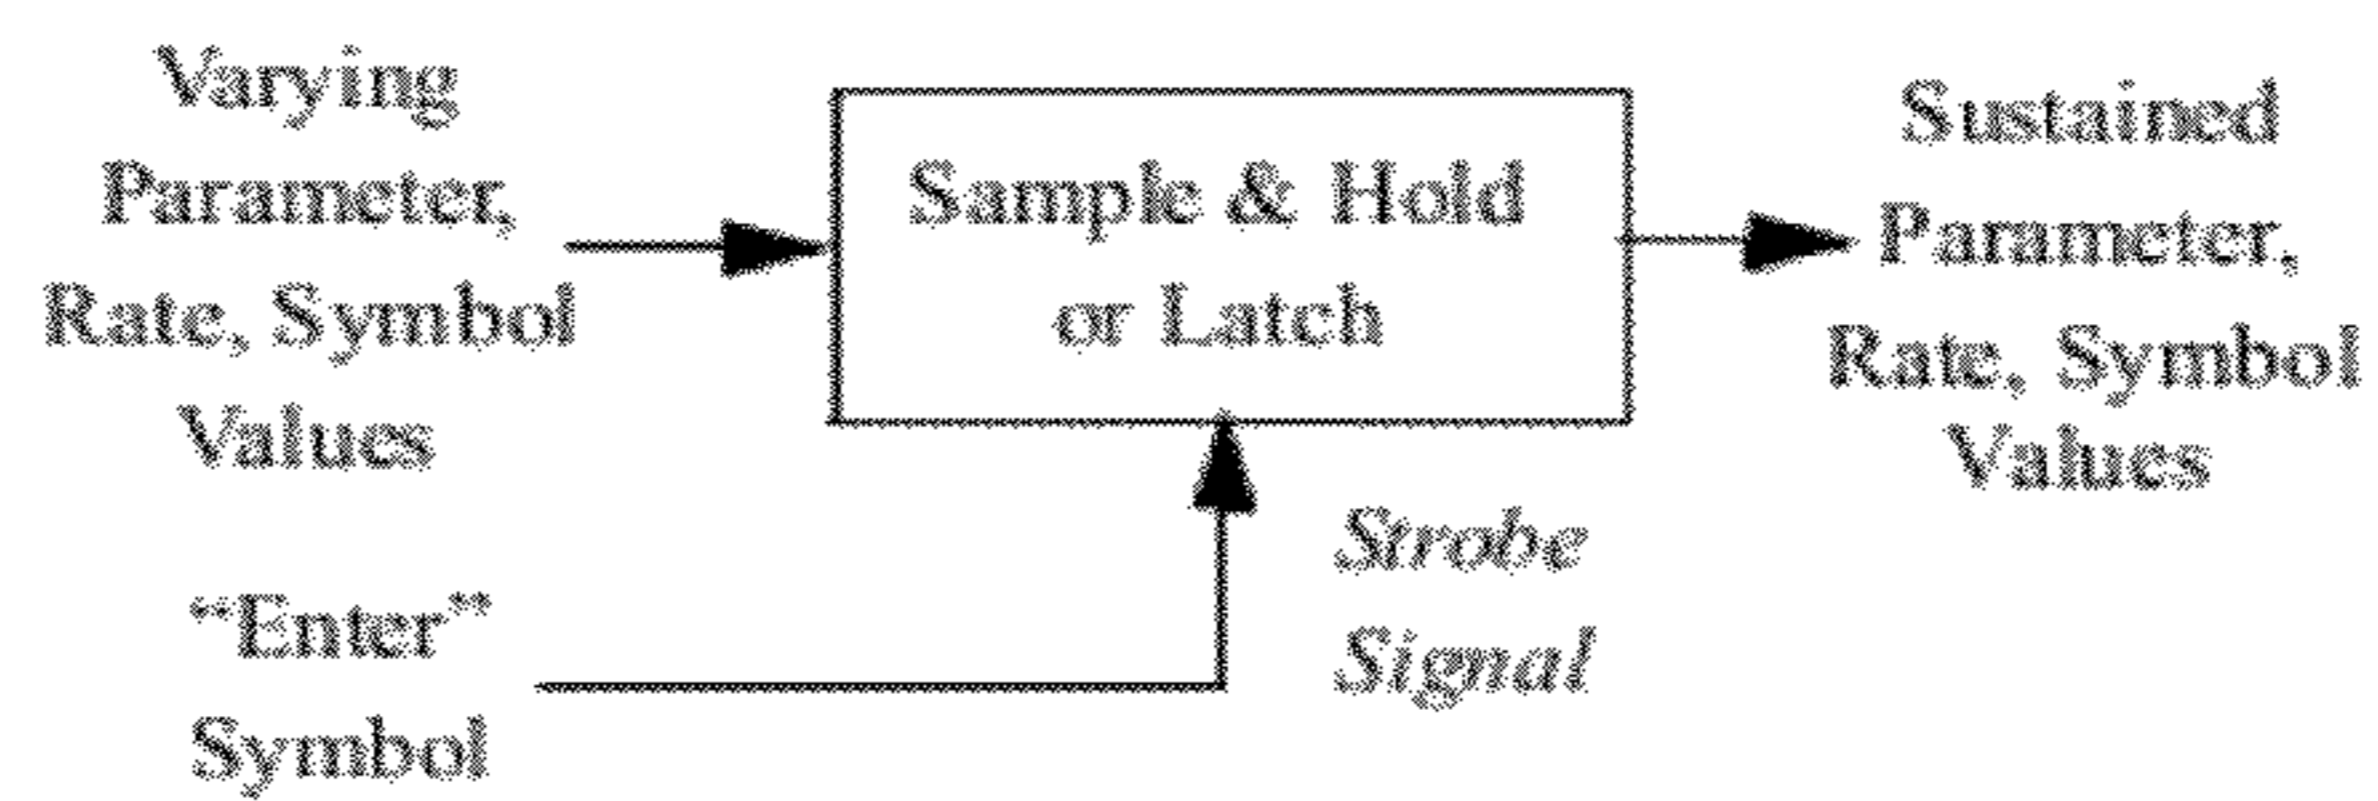 Varying
Parameter,
Rate, Symbol
Values
Sample & Hold
or Latch
Sustained
Parameter,
Rate, Symbol
Values
“Enter”
Symbol
Strobe
Signal